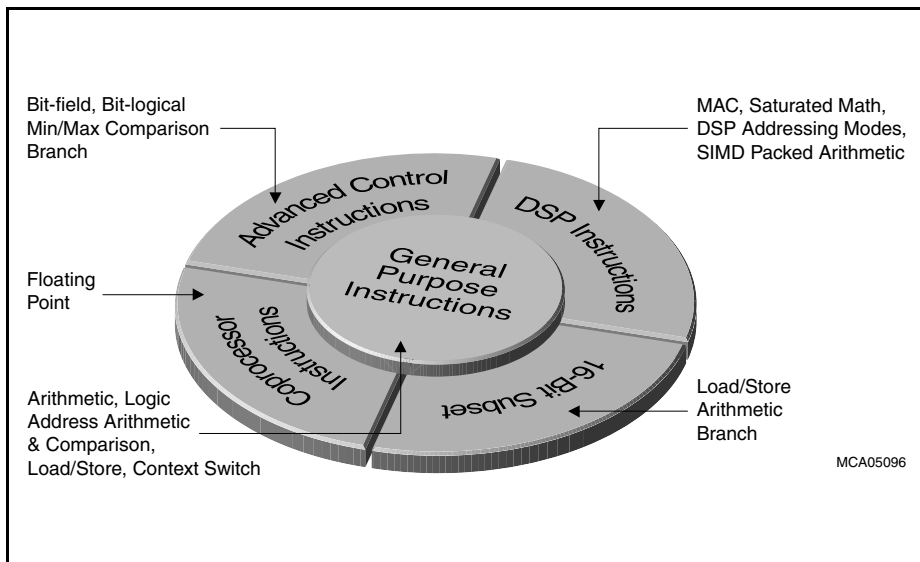 Bit-field, Bit-logical
Min/Max Comparison
Branch
MAC, Saturated Math,
DSP Addressing Modes,
SIMD Packed Arithmetic
Advanced Control
Instructions
DSP Instructions
General
Purpose
Instructions
Floating
Point
Coprocessor
Instructions
16-Bit Subset
Arithmetic, Logic
Address Arithmetic
& Comparison,
Load/Store, Context Switch
Load/Store
Arithmetic
Branch
MCA05096